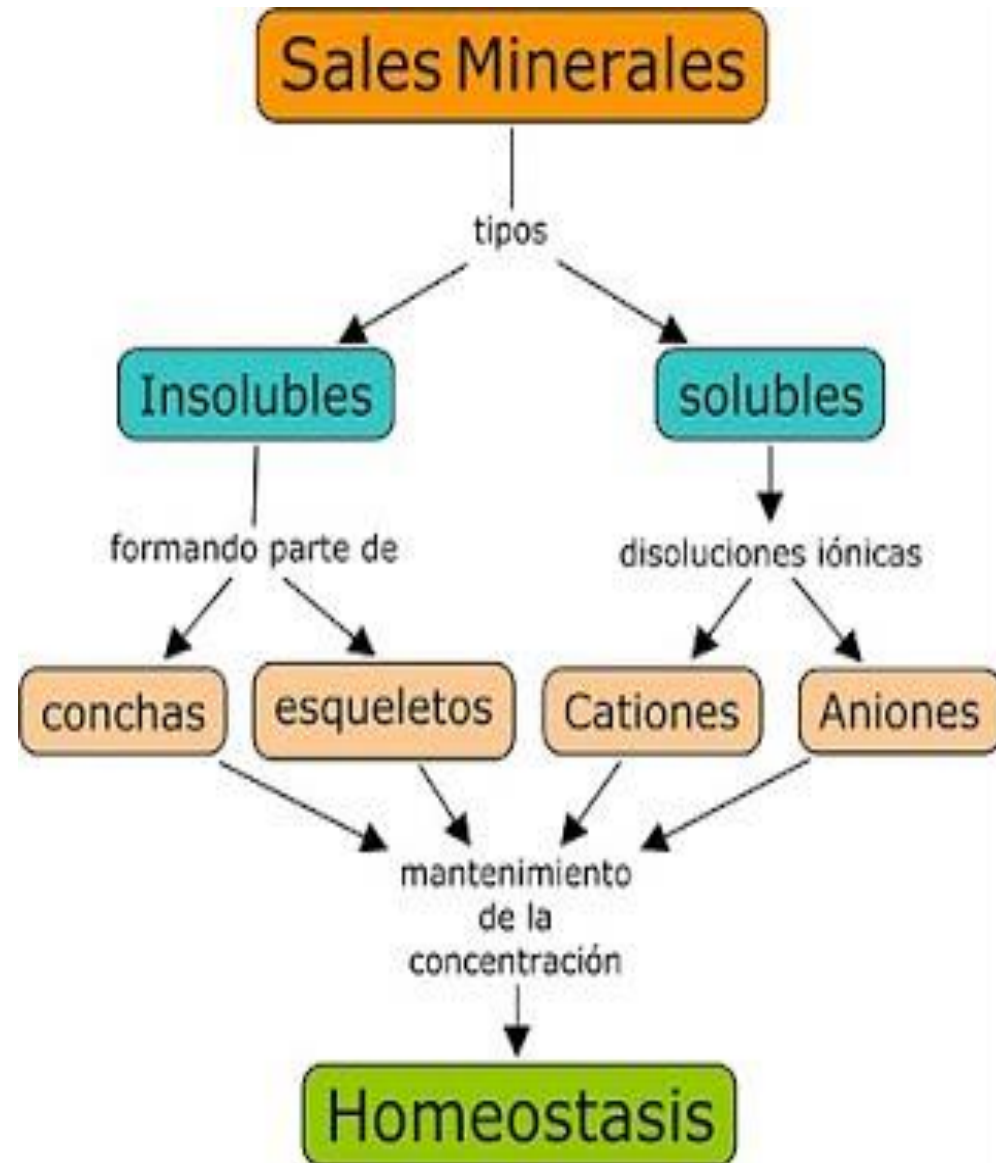 Sales Minerales
tipos
Insolubles
solubles
formando parte de
disoluciones iónicas
conchas
esqueletos
Cationes
Aniones
mantenimiento
de la
concentración
Homeostasis